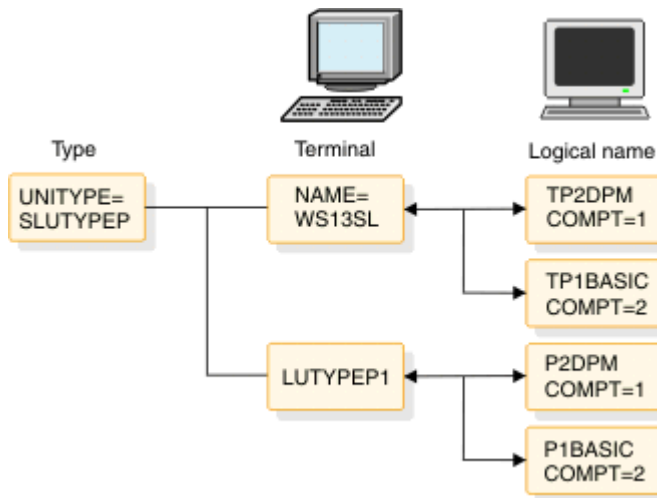 Type
Terminal
Logical name
UNITYPE=
SLUTYPEP
NAME=
WS13SL
TP2DPM
COMPT=1
TP1BASIC
COMPT=2
LUTYPEP1
P2DPM
COMPT=1
P1BASIC
COMPT=2